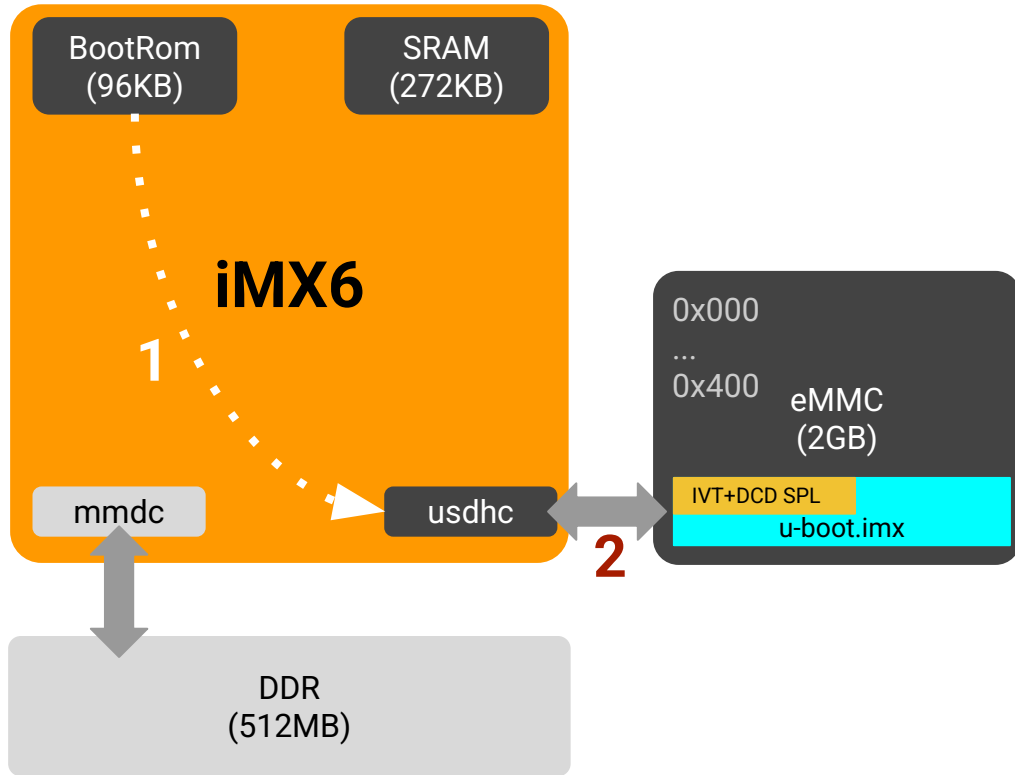 BootRom
(96KB)
SRAM
(272KB)
iMX6
1
mmdc
usdhc
2
0x000
...
0x400
eMMC
(2GB)
IVT+DCD SPL
u-boot.imx
DDR
(512MB)